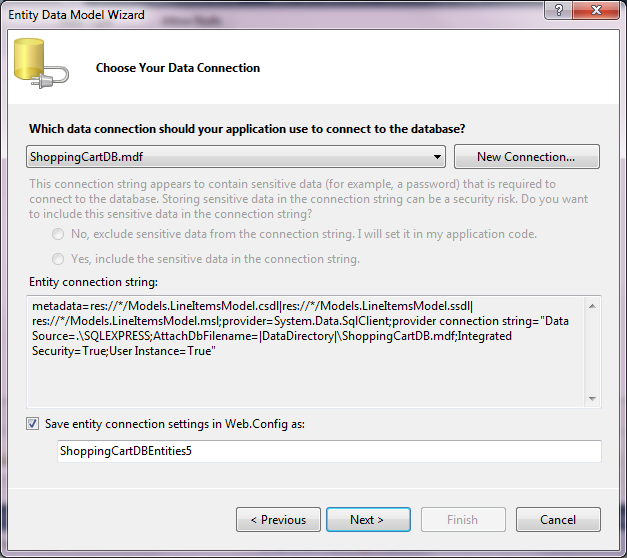 Entity Data Model Wizard
?
Choose Your Data Connection
Which data connection should your application use to connect to the database?
ShoppingCartDB.mdf
New Connection...
This connection string appears to contain sensitive data (for example, a password) that is required to
connect to the database. Storing sensitive data in the connection string can be a security risk. Do you want
to include this sensitive data in the connection string?
No, exclude sensitive data from the connection string. I will set it in my application code.
Yes, include the sensitive data in the connection string.
Entity connection string:
metadata=res://*/Models.LineItemsModel.csdl|res://*/Models.LineItemsModel.ssdl|
res://*/Models.LineItemsModel.msl;provider=System.Data.SqlClient;provider connection string="Data
Source=.\SQLEXPRESS;AttachDbFilename=|DataDirectory|\ShoppingCartDB.mdf;Integrated
Security=True;User Instance=True"
Save entity connection settings in Web.Config as:
ShoppingCartDBEntities5
< Previous
Next >
Finish
Cancel